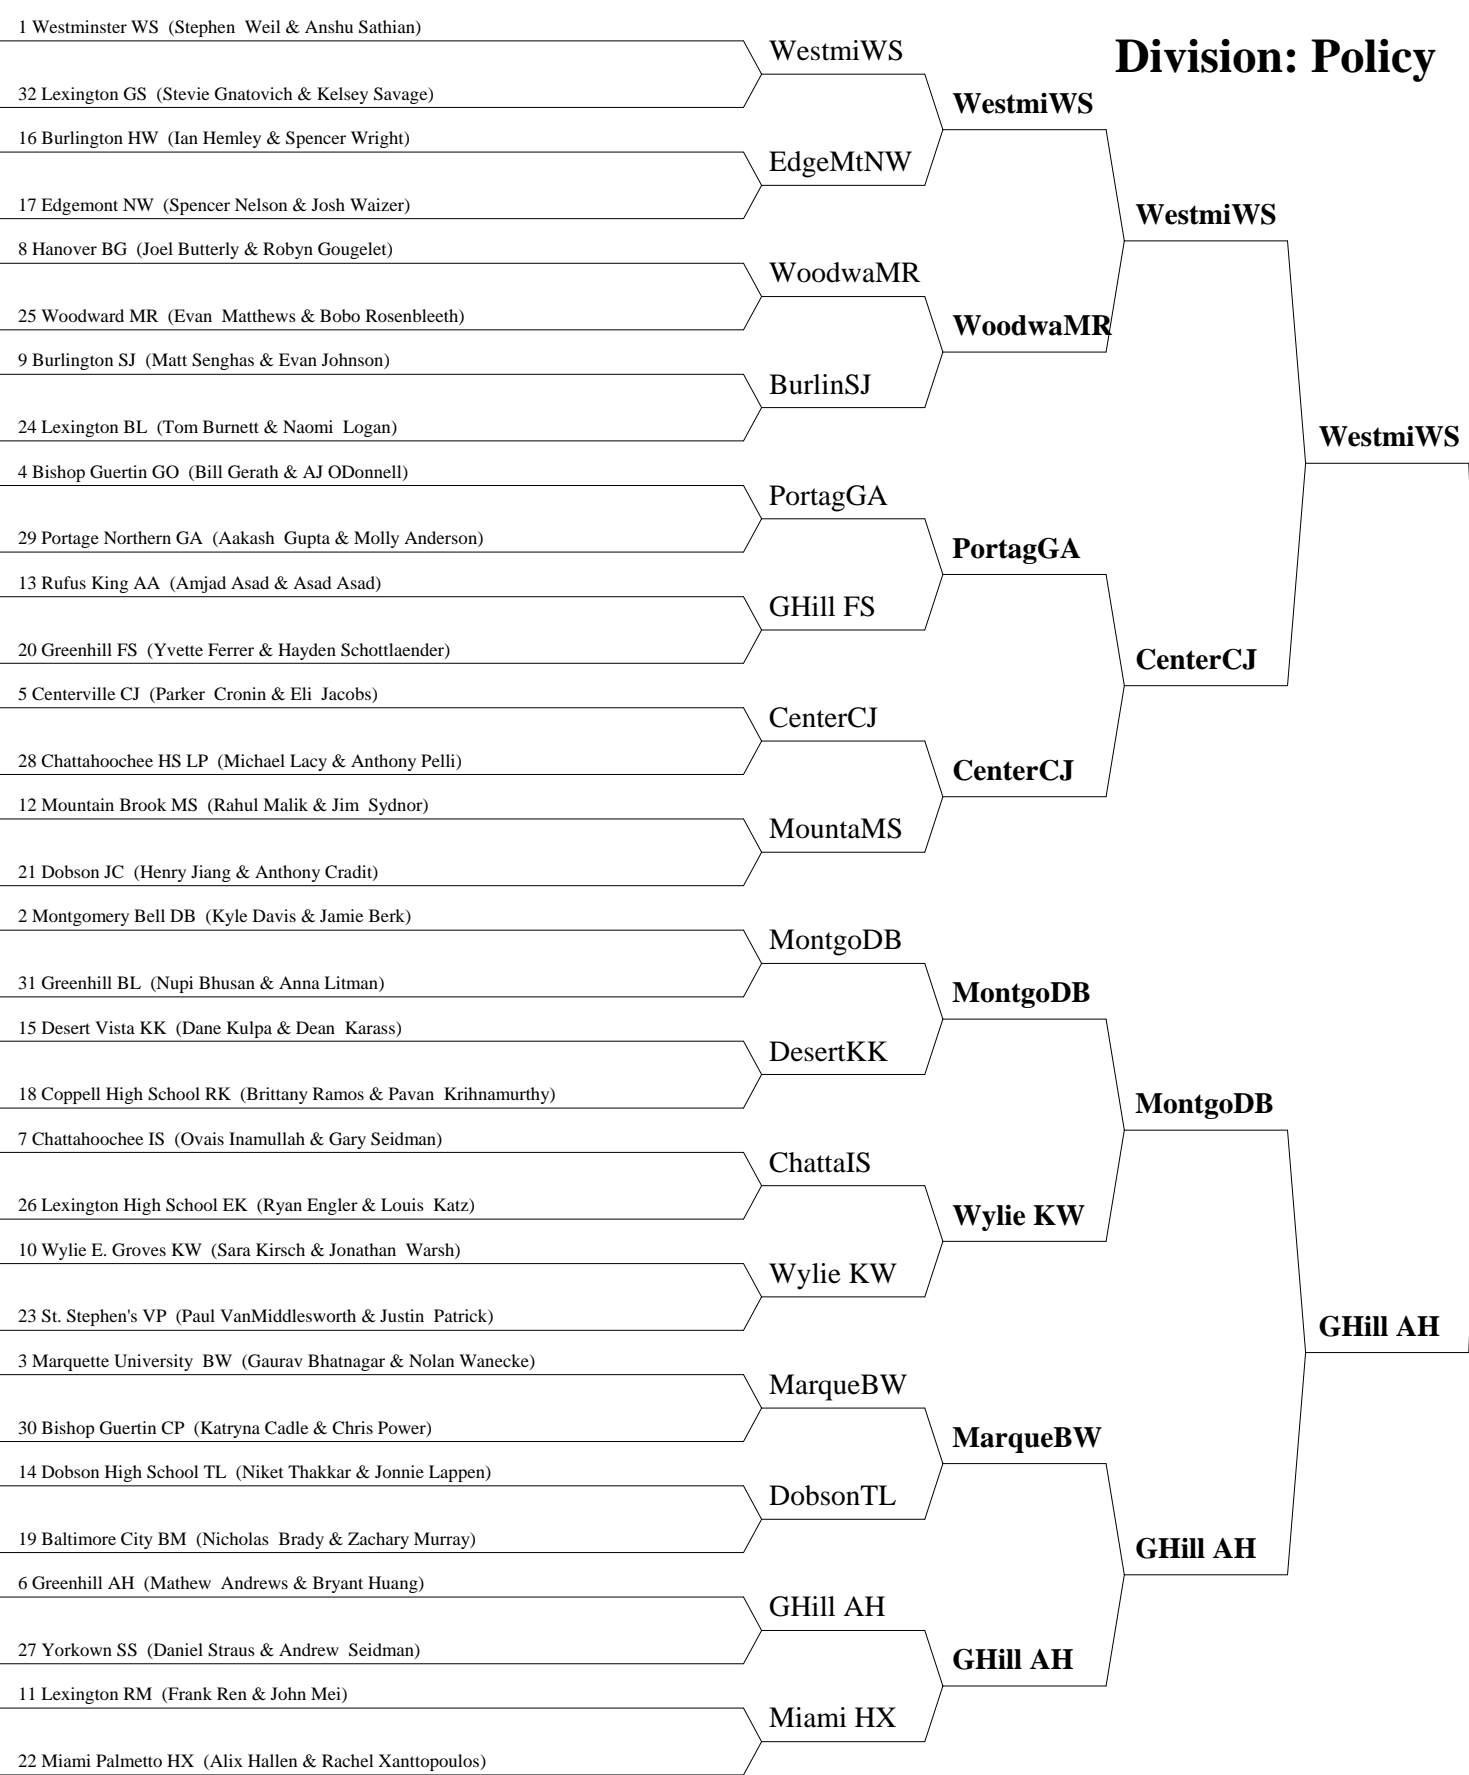 Division: Policy
1 Westminster WS  (Stephen  Weil & Anshu Sathian)
32 Lexington GS  (Stevie Gnatovich & Kelsey Savage)
16 Burlington HW  (Ian Hemley & Spencer Wright)
17 Edgemont NW  (Spencer Nelson & Josh Waizer)
8 Hanover BG  (Joel Butterly & Robyn Gougelet)
25 Woodward MR  (Evan  Matthews & Bobo Rosenbleeth)
9 Burlington SJ  (Matt Senghas & Evan Johnson)
24 Lexington BL  (Tom Burnett & Naomi  Logan)
4 Bishop Guertin GO  (Bill Gerath & AJ ODonnell)
29 Portage Northern GA  (Aakash  Gupta & Molly Anderson)
13 Rufus King AA  (Amjad Asad & Asad Asad)
20 Greenhill FS  (Yvette Ferrer & Hayden Schottlaender)
5 Centerville CJ  (Parker  Cronin & Eli  Jacobs)
28 Chattahoochee HS LP  (Michael Lacy & Anthony Pelli)
12 Mountain Brook MS  (Rahul Malik & Jim  Sydnor)
21 Dobson JC  (Henry Jiang & Anthony Cradit)
2 Montgomery Bell DB  (Kyle Davis & Jamie Berk)
31 Greenhill BL  (Nupi Bhusan & Anna Litman)
15 Desert Vista KK  (Dane Kulpa & Dean  Karass)
18 Coppell High School RK  (Brittany Ramos & Pavan  Krihnamurthy)
7 Chattahoochee IS  (Ovais Inamullah & Gary Seidman)
26 Lexington High School EK  (Ryan Engler & Louis  Katz)
10 Wylie E. Groves KW  (Sara Kirsch & Jonathan  Warsh)
23 St. Stephen's VP  (Paul VanMiddlesworth & Justin  Patrick)
3 Marquette University  BW  (Gaurav Bhatnagar & Nolan Wanecke)
30 Bishop Guertin CP  (Katryna Cadle & Chris Power)
14 Dobson High School TL  (Niket Thakkar & Jonnie Lappen)
19 Baltimore City BM  (Nicholas  Brady & Zachary Murray)
6 Greenhill AH  (Mathew  Andrews & Bryant Huang)
27 Yorkown SS  (Daniel Straus & Andrew  Seidman)
11 Lexington RM  (Frank Ren & John Mei)
22 Miami Palmetto HX  (Alix Hallen & Rachel Xanttopoulos)
WestmiWS
EdgeMtNW
WoodwaMR
BurlinSJ
PortagGA
GHill FS
CenterCJ
MountaMS
MontgoDB
DesertKK
ChattaIS
Wylie KW
MarqueBW
DobsonTL
GHill AH
Miami HX
WestmiWS
WoodwaMR
PortagGA
CenterCJ
MontgoDB
Wylie KW
MarqueBW
GHill AH
WestmiWS
CenterCJ
MontgoDB
GHill AH
WestmiWS
GHill AH